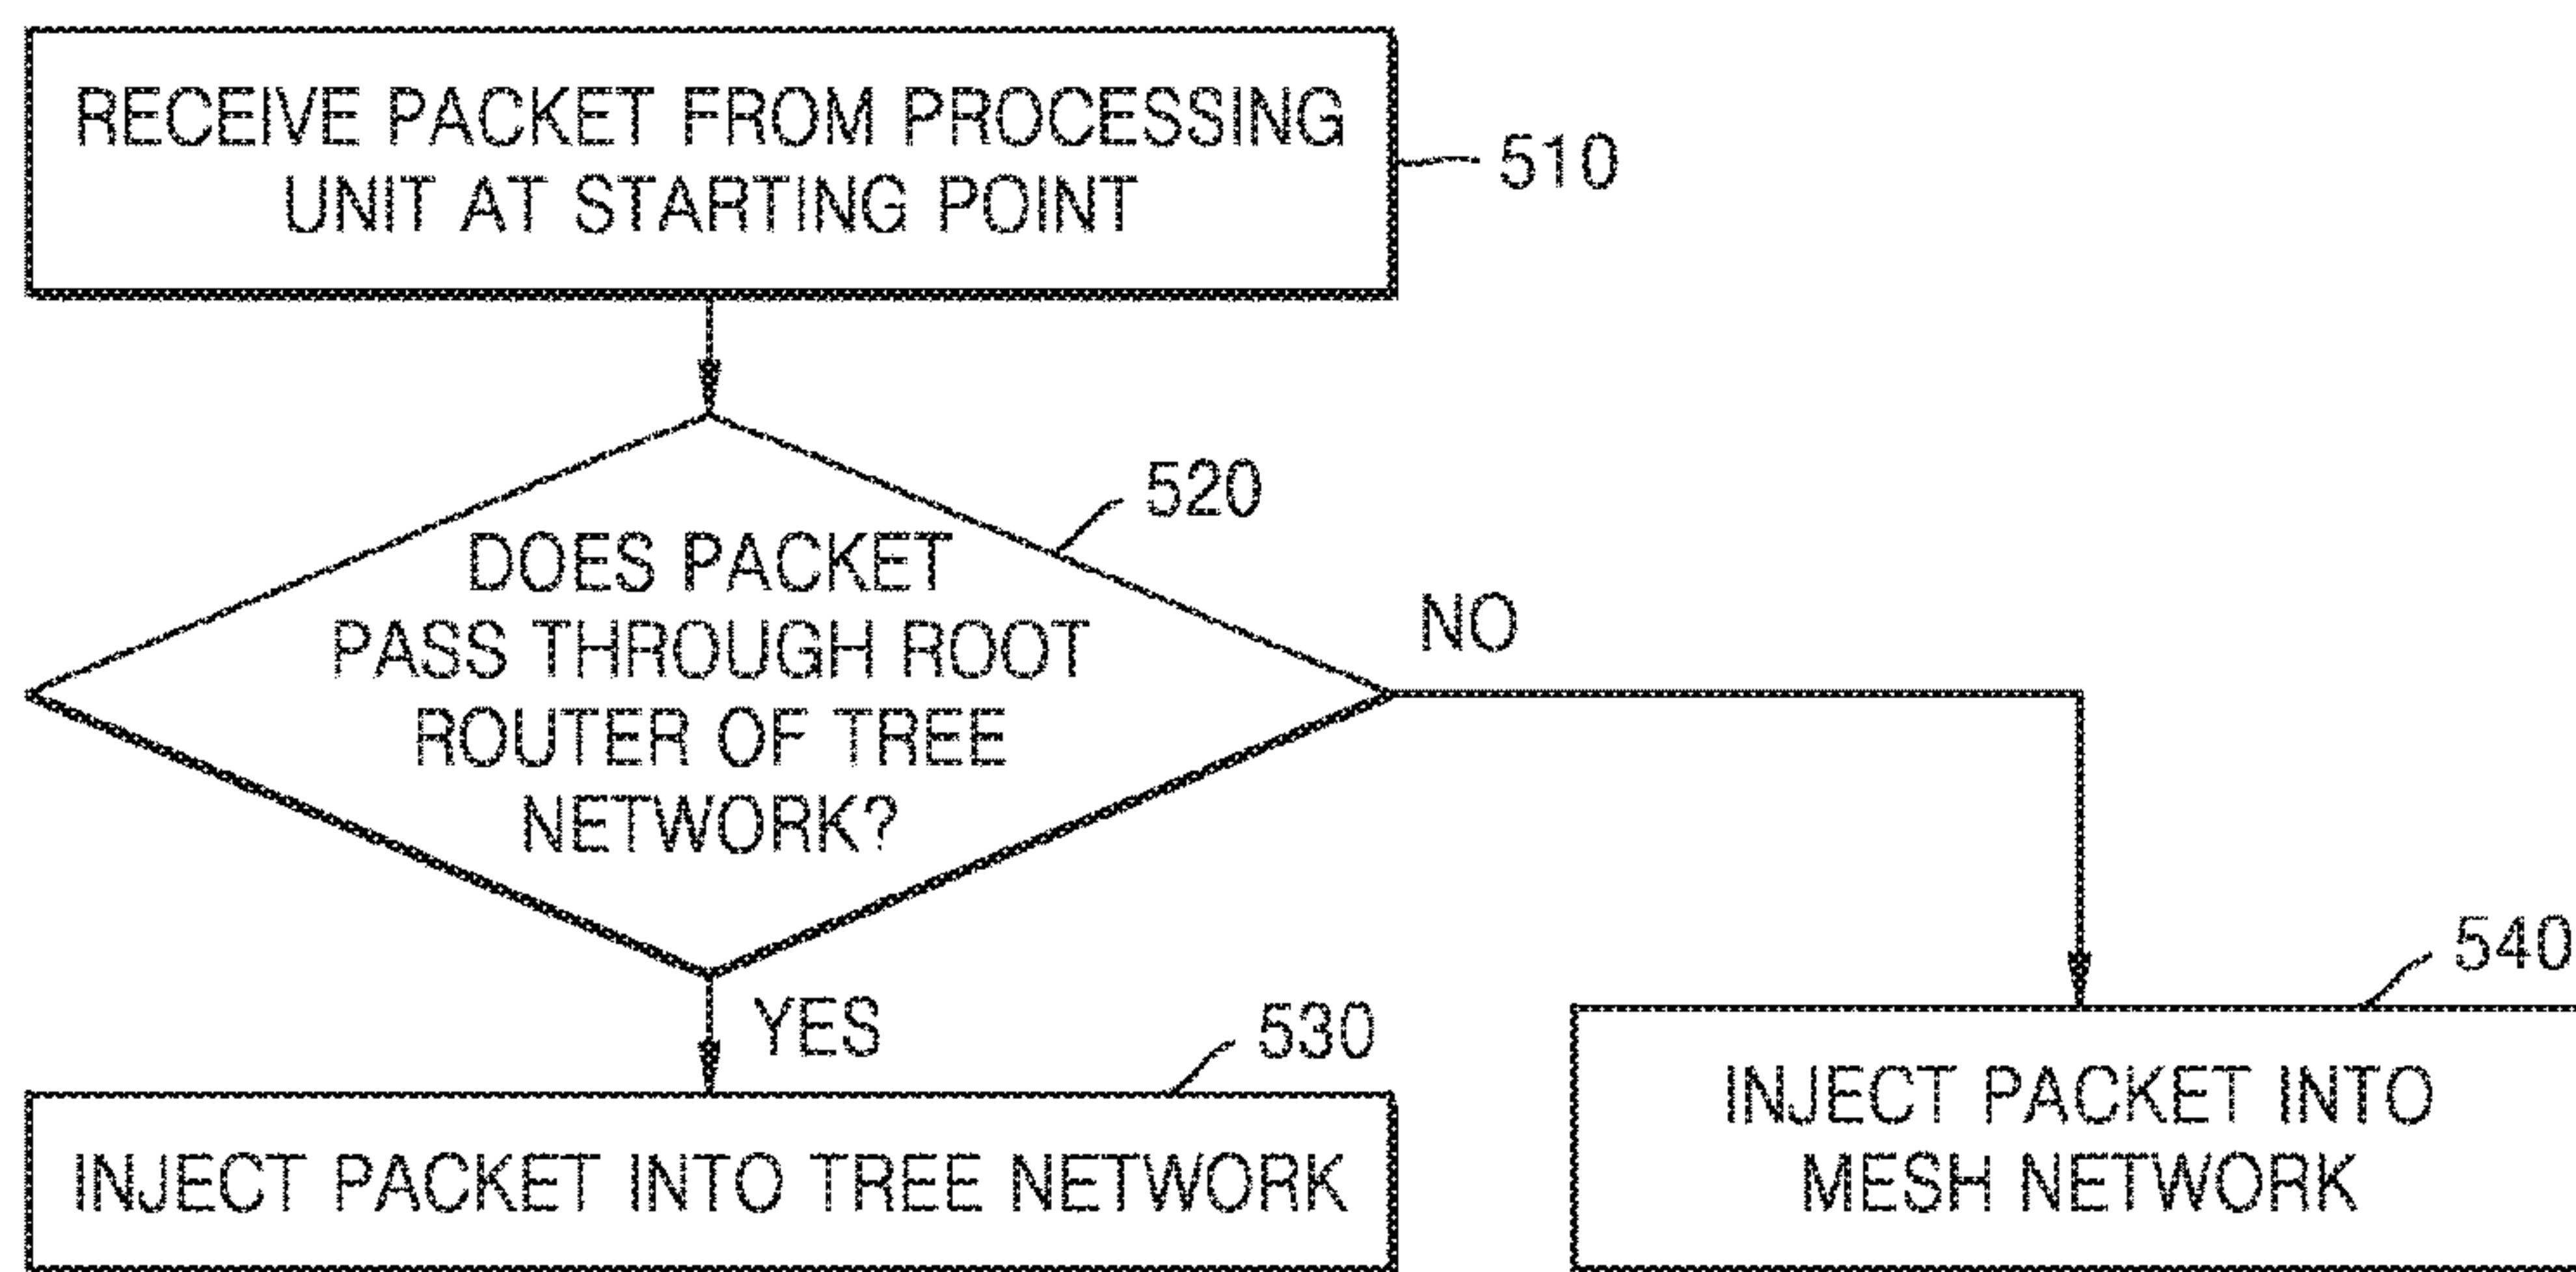 RECEIVE PACKET FROM PROCESSING
UNIT AT STARTING POINT
510
520
DOES PACKET
PASS THROUGH ROOT
ROUTER OF TREE
NETWORK?
NO
YES
530
INJECT PACKET INTO TREE NETWORK
540
INJECT PACKET INTO
MESH NETWORK